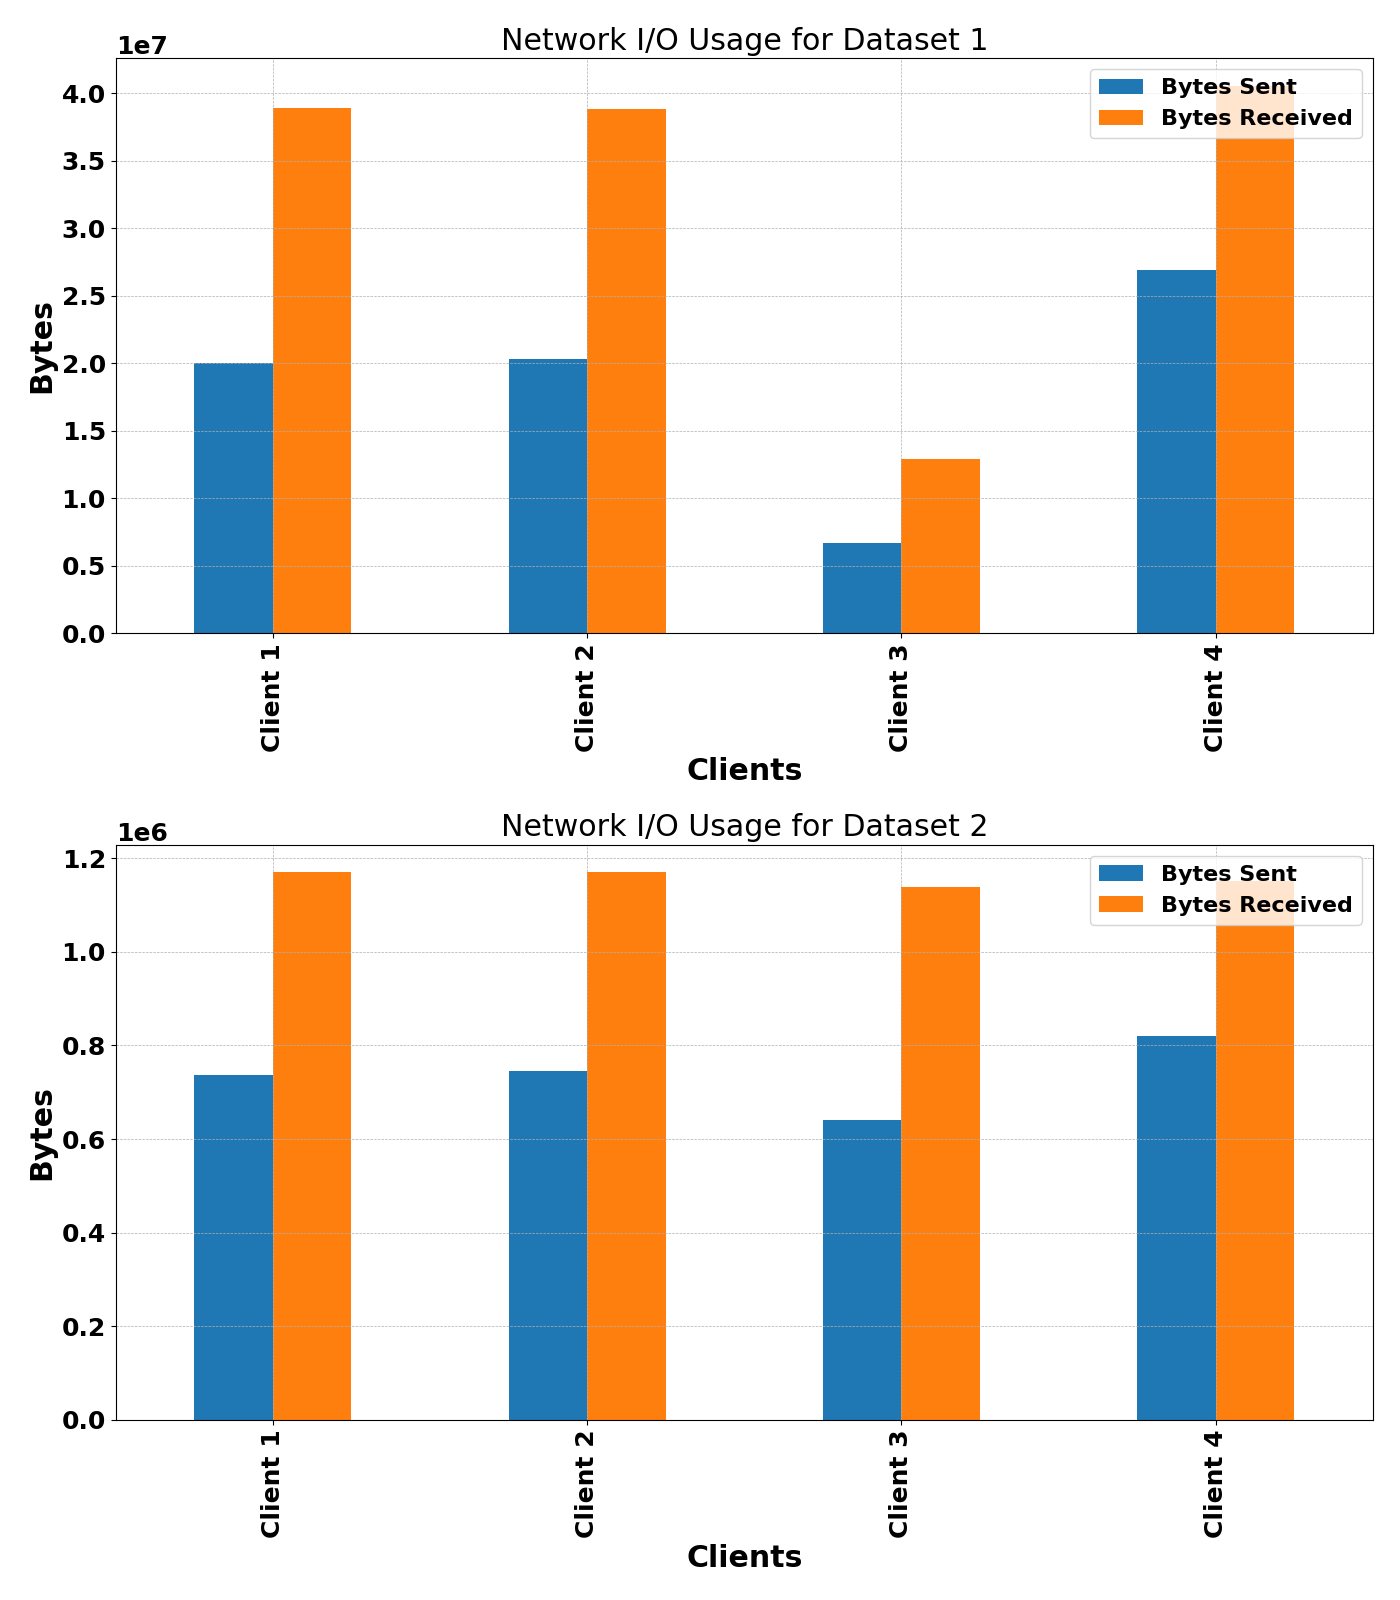 Network I/O Usage for Dataset 1
1e7
Bytes Sent
Bytes Received
4.0
3.5
3.0
2.5
2.0
1.5
1.0
0.5
0.0
Bytes
Client 1
Client 2
Client 3
Client 4
Clients
Network I/O Usage for Dataset 2
1e6
Bytes Sent
Bytes Received
1.2
1.0
0.8
0.6
0.4
0.2
0.0
Bytes
Client 1
Client 2
Client 3
Client 4
Clients